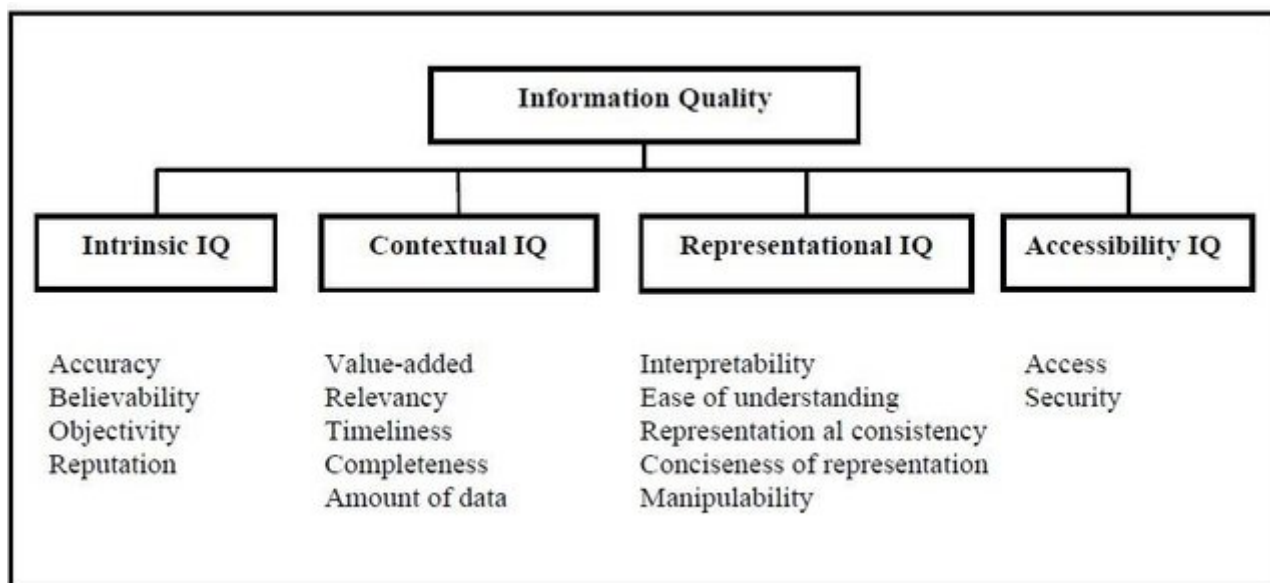 Information Quality
Intrinsic IQ
Contextual IQ
Representational IQ
Accessibility IQ
Accuracy
Believability
Objectivity
Reputation
Value-added
Relevancy
Timeliness
Completeness
Amount of data
Interpretability
Ease of understanding
Representation al consistency
Conciseness of representation
Manipulability
Access
Security